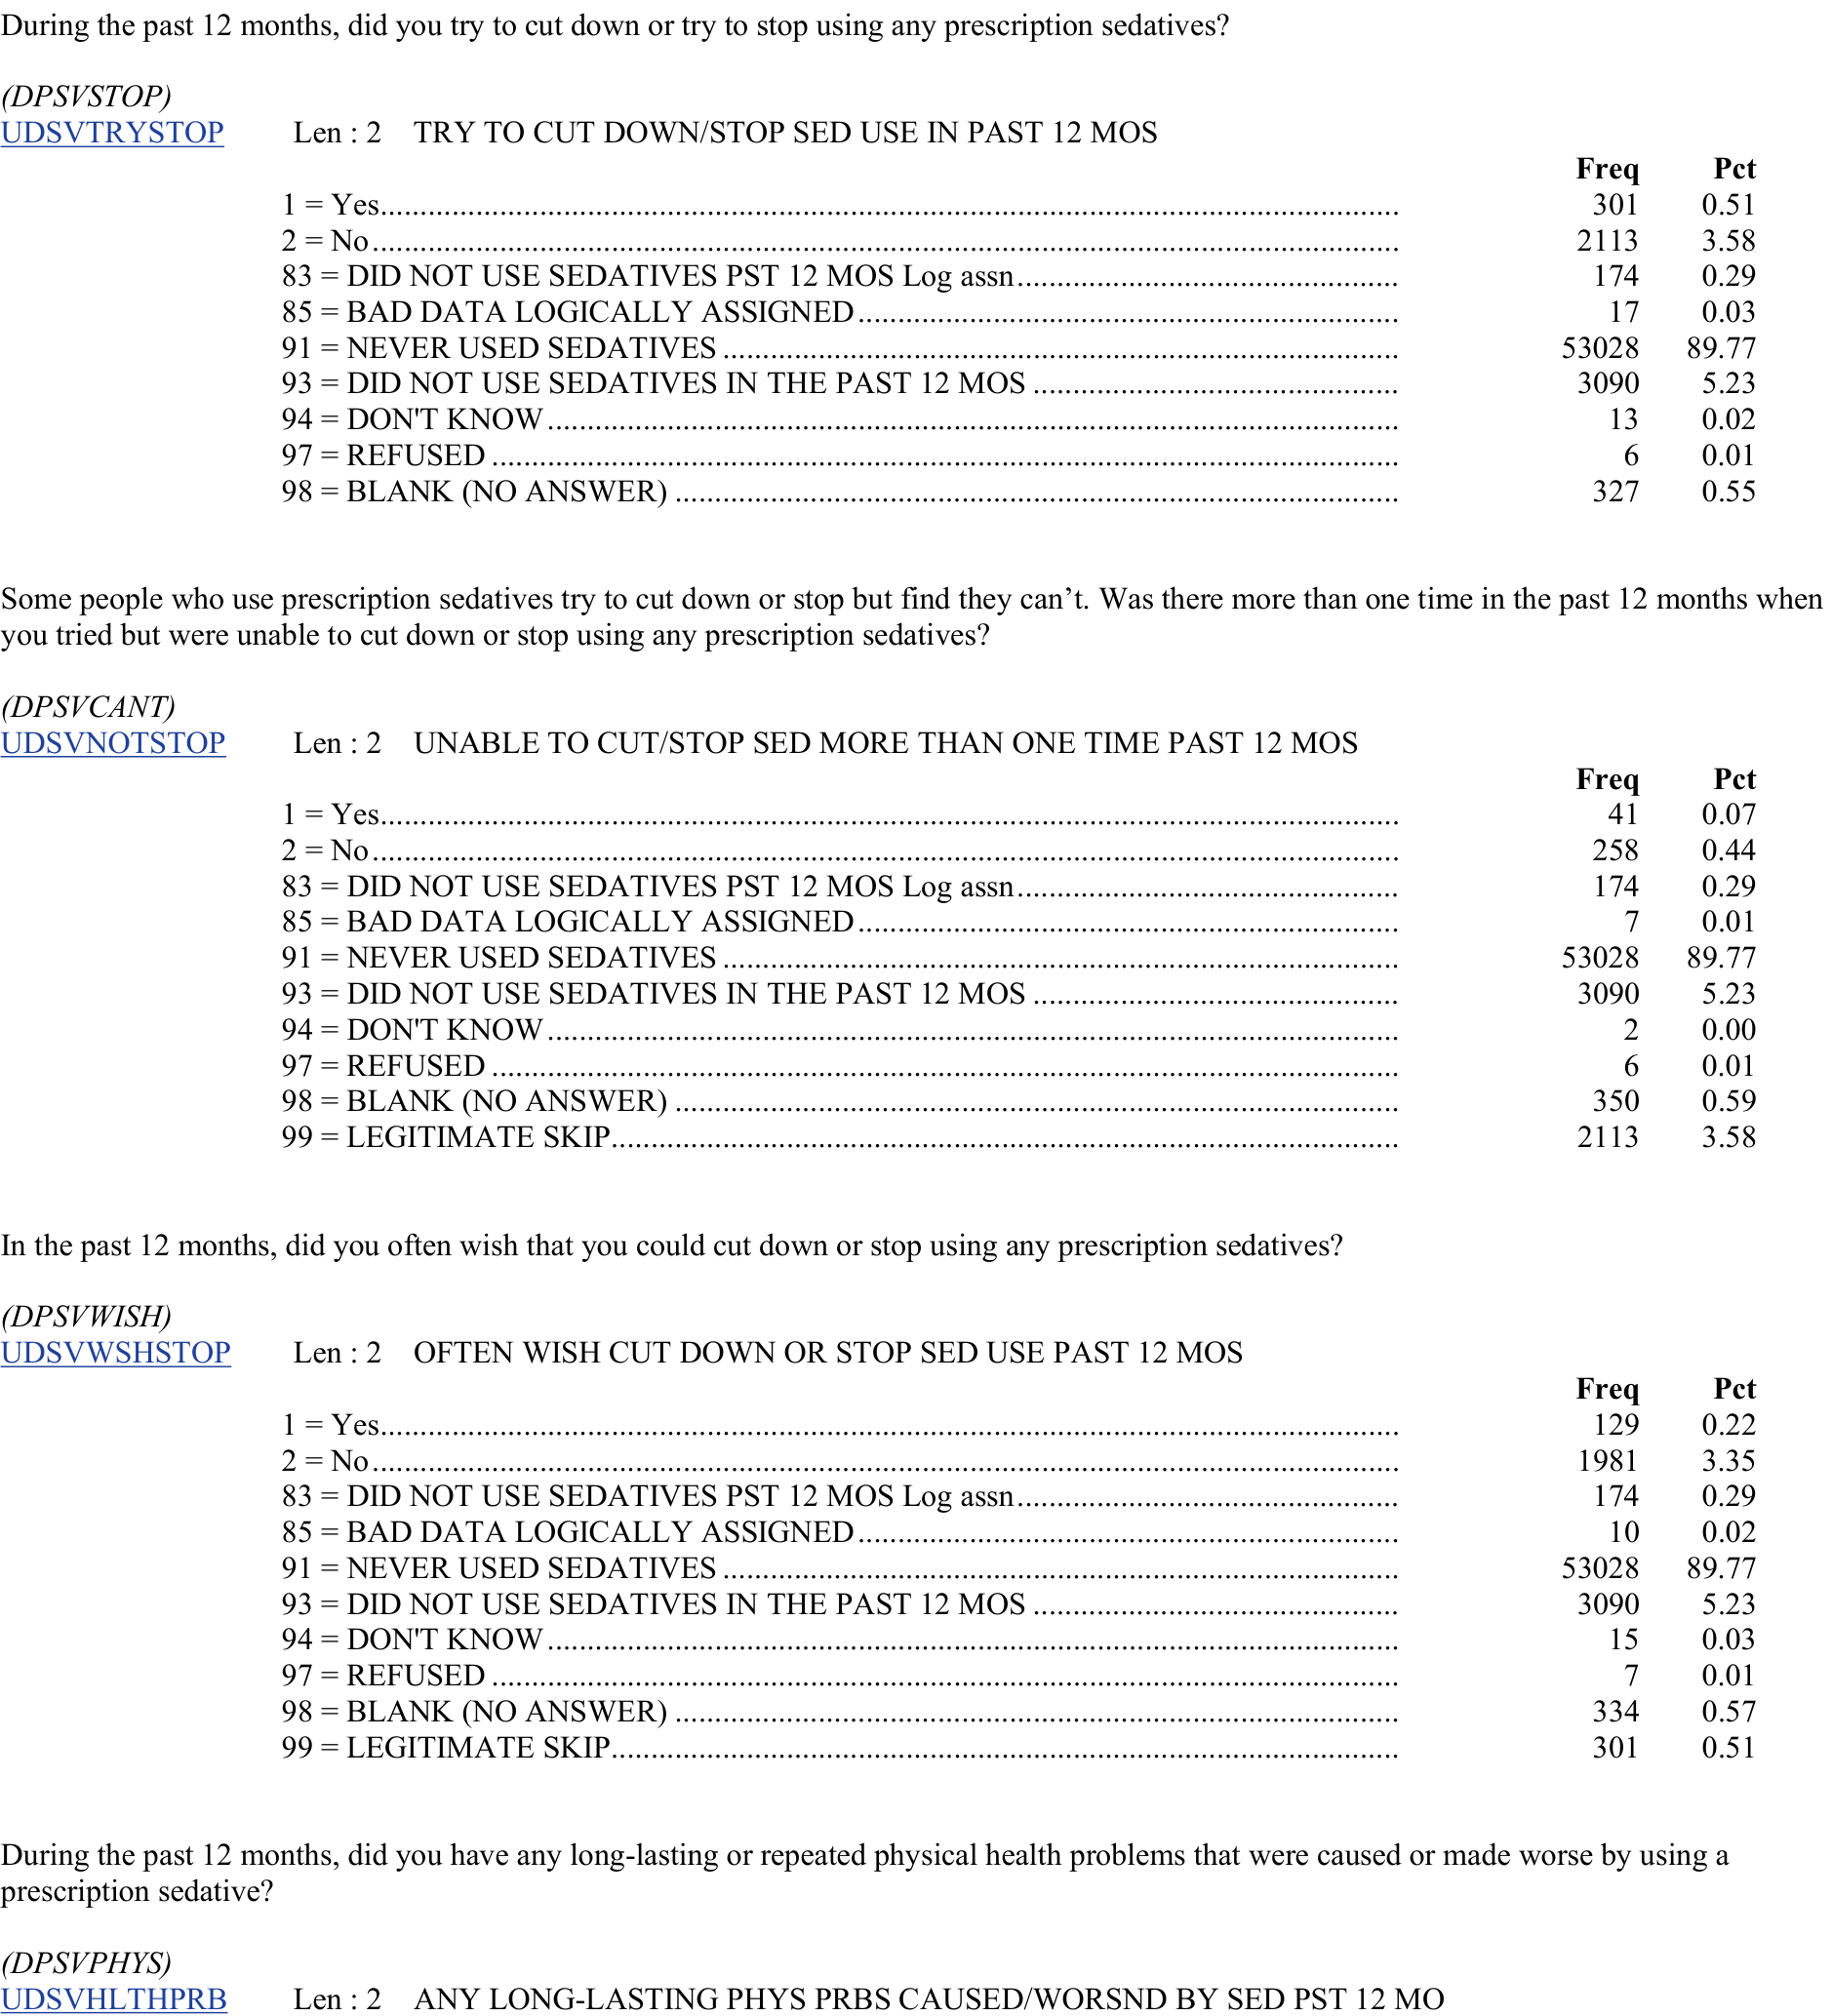 During the past 12 months, did you try to cut down or try to stop using any prescription sedatives?
(DPSVSTOP)
UDSVTRYSTOP Len : 2 TRY TO CUT DOWN/STOP SED USE IN PAST 12 MOS
Freq Pct
1 = Yes 301 0.51
2 = No 2113 3.58
83 = DID NOT USE SEDATIVES PST 12 MOS Log assn 174 0.29
85 = BAD DATA LOGICALLY ASSIGNED 17 0.03
91 = NEVER USED SEDATIVES 53028 89.77
93 = DID NOT USE SEDATIVES IN THE PAST 12 MOS 3090 5.23
94 = DON'T KNOW 13 0.02
97 = REFUSED 6 0.01
98 = BLANK (NO ANSWER) 327 0.55
Some people who use prescription sedatives try to cut down or stop but find they can’t. Was there more than one time in the past 12 months when
you tried but were unable to cut down or stop using any prescription sedatives?
(DPSVCANT)
UDSVNOTSTOP Len : 2 UNABLE TO CUT/STOP SED MORE THAN ONE TIME PAST 12 MOS
Freq Pct
1 = Yes 41 0.07
2 = No 258 0.44
83 = DID NOT USE SEDATIVES PST 12 MOS Log assn 174 0.29
85 = BAD DATA LOGICALLY ASSIGNED 7 0.01
91 = NEVER USED SEDATIVES 53028 89.77
93 = DID NOT USE SEDATIVES IN THE PAST 12 MOS 3090 5.23
94 = DON'T KNOW 2 0.00
97 = REFUSED 6 0.01
98 = BLANK (NO ANSWER) 350 0.59
99 = LEGITIMATE SKIP 2113 3.58
In the past 12 months, did you often wish that you could cut down or stop using any prescription sedatives?
(DPSVWISH)
UDSVWSHSTOP Len : 2 OFTEN WISH CUT DOWN OR STOP SED USE PAST 12 MOS
Freq Pct
1 = Yes 129 0.22
2 = No 1981 3.35
83 = DID NOT USE SEDATIVES PST 12 MOS Log assn 174 0.29
85 = BAD DATA LOGICALLY ASSIGNED 10 0.02
91 = NEVER USED SEDATIVES 53028 89.77
93 = DID NOT USE SEDATIVES IN THE PAST 12 MOS 3090 5.23
94 = DON'T KNOW 15 0.03
97 = REFUSED 7 0.01
98 = BLANK (NO ANSWER) 334 0.57
99 = LEGITIMATE SKIP 301 0.51
During the past 12 months, did you have any long-lasting or repeated physical health problems that were caused or made worse by using a
prescription sedative?
(DPSVPHYS)
UDSVHLTHPRB Len : 2 ANY LONG-LASTING PHYS PRBS CAUSED/WORSND BY SED PST 12 MO